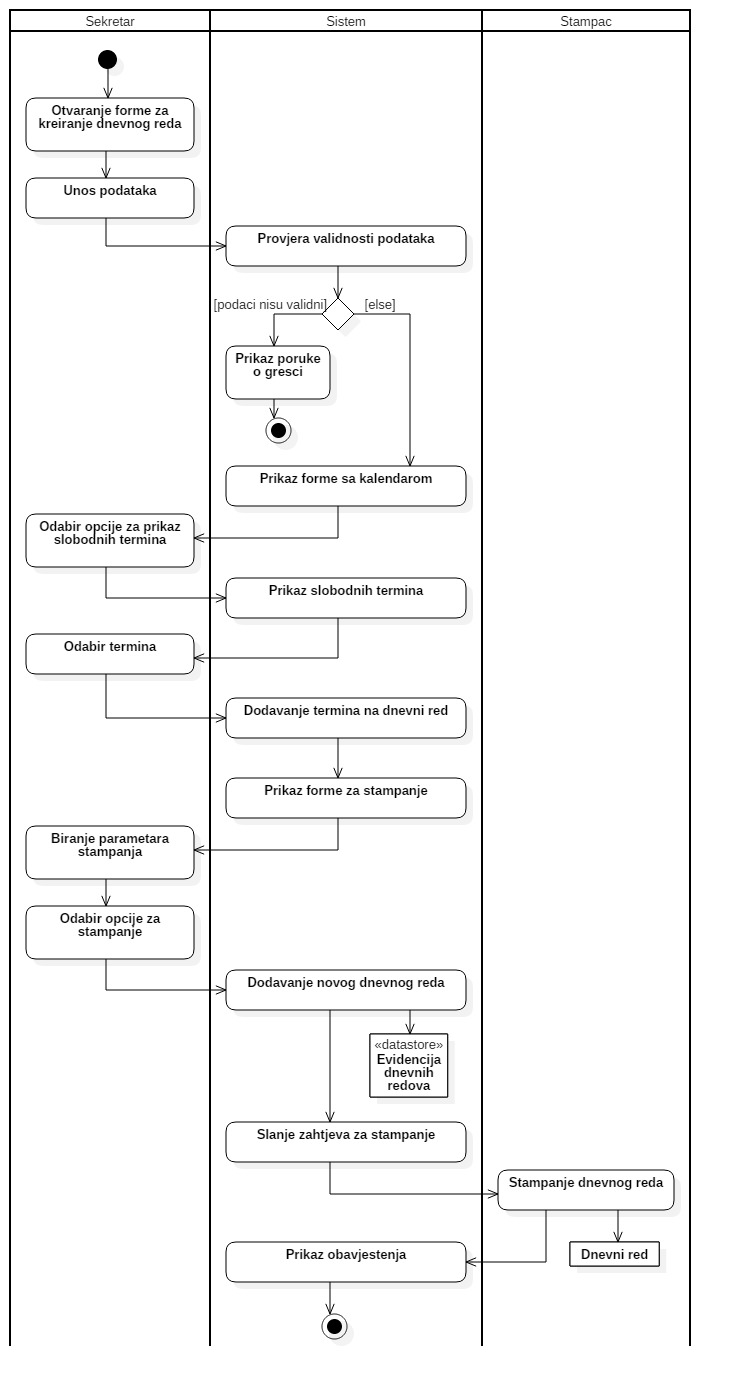 Sekretar
Sistem
Stampac
Otvaranje forme za
kreiranje dnevnog reda
Unos podataka
Provjera validnosti podataka
[podaci nisu validni]
[else]
Prikaz poruke
o gresci
Prikaz forme sa kalendarom
Odabir opcije za prikaz
slobodnih termina
Prikaz slobodnih termina
Odabir termina
Dodavanje termina na dnevni red
Prikaz forme za stampanje
Biranje parametara
stampanja
Odabir opcije za
stampanje
Dodavanje novog dnevnog reda
«datastore»
Evidencija
dnevnih
redova
Slanje zahtjeva za stampanje
Stampanje dnevnog reda
Prikaz obavjestenja
Dnevni red